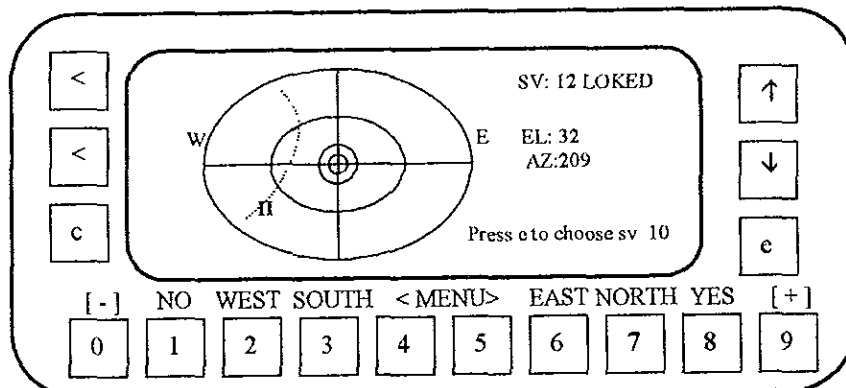 <
<
c
W
E
П
SV: 12 LOKED
EL: 32
AZ:209
Press e to choose sv 10
↑
↓
e
[ - ] NO WEST SOUTH < MENU> EAST NORTH YES [ + ]
0 1 2 3 4 5 6 7 8 9